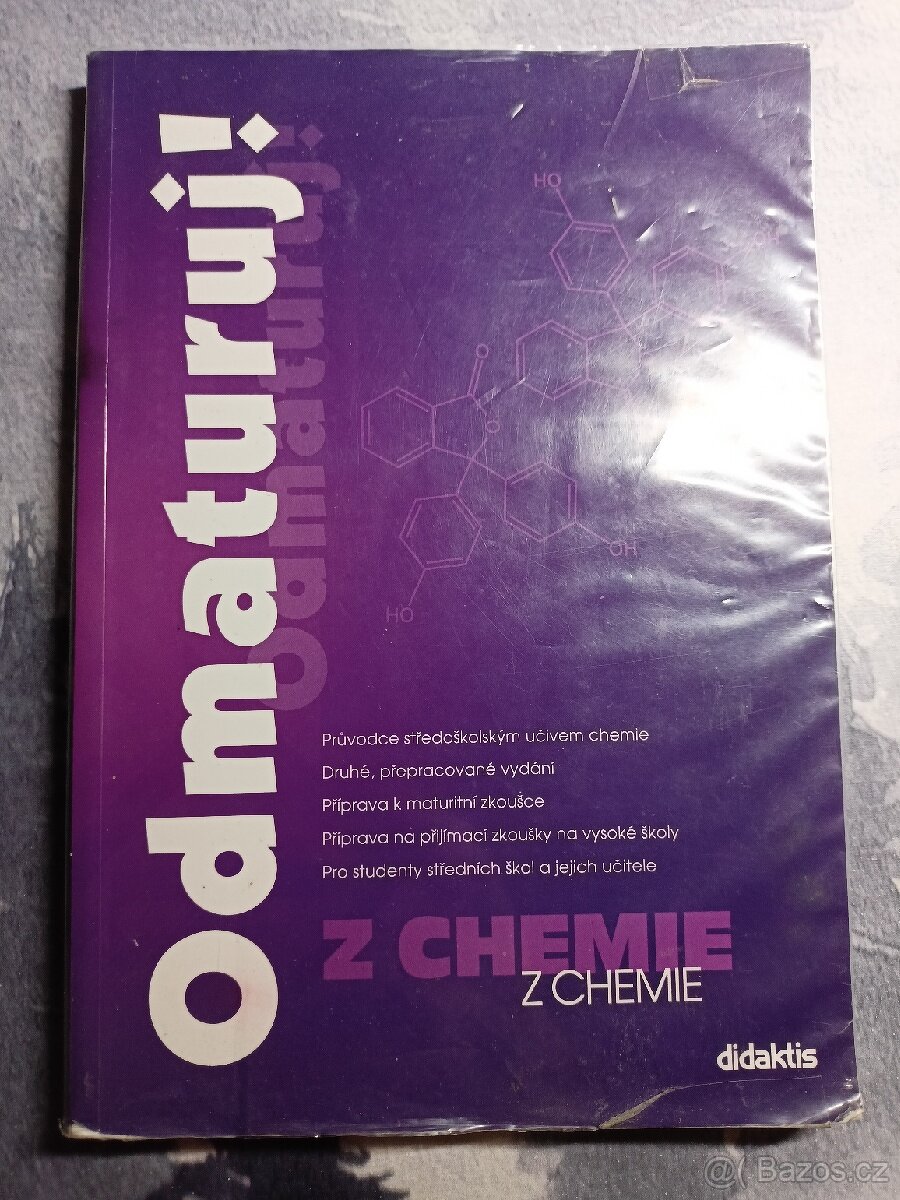 Odmaturuj!
odmaturuj!
HO
OH
O
O
OH
HO
Průvodce středoškolským učivem chemie
Druhé, přepracované vydání
Příprava k maturitní zkoušce
Příprava na přijímací zkoušky na vysoké školy
Pro studenty středních škol a jejich učitele
Z CHEMIE
Z CHEMIE
didaktis
@ Bazos.cz